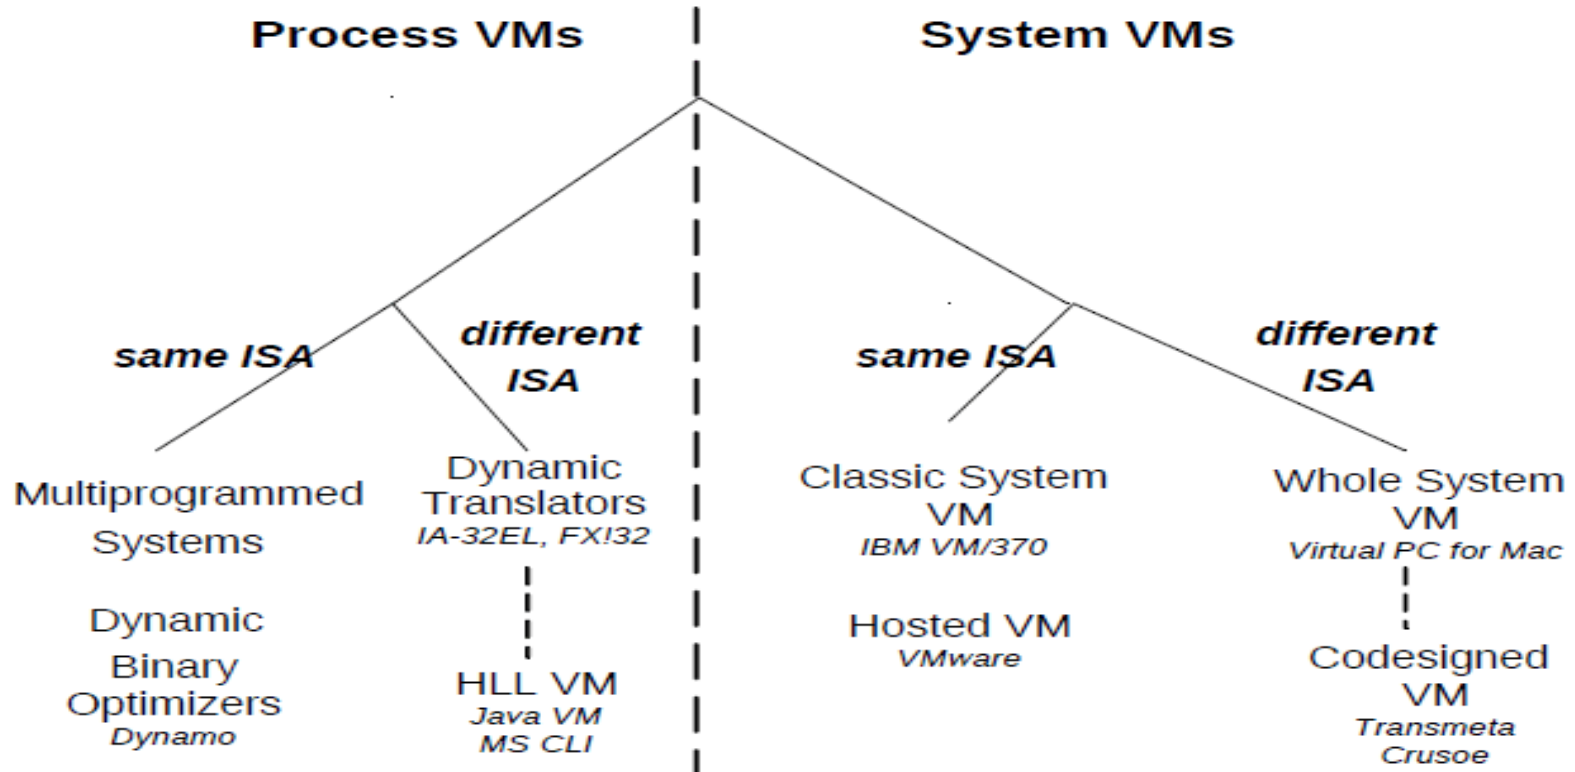 Process VMs
System VMs
same ISA
different
ISA
same ISA
different
ISA
Multiprogrammed
Systems
Dynamic
Binary
Optimizers
Dynamo
Dynamic
Translators
IA-32EL, FX!32
HLL VM
Java VM
MS CLI
Classic System
VM
IBM VM/370
Hosted VM
VMware
Whole System
VM
Virtual PC for Mac
Codesigned
VM
Transmeta
Crusoe